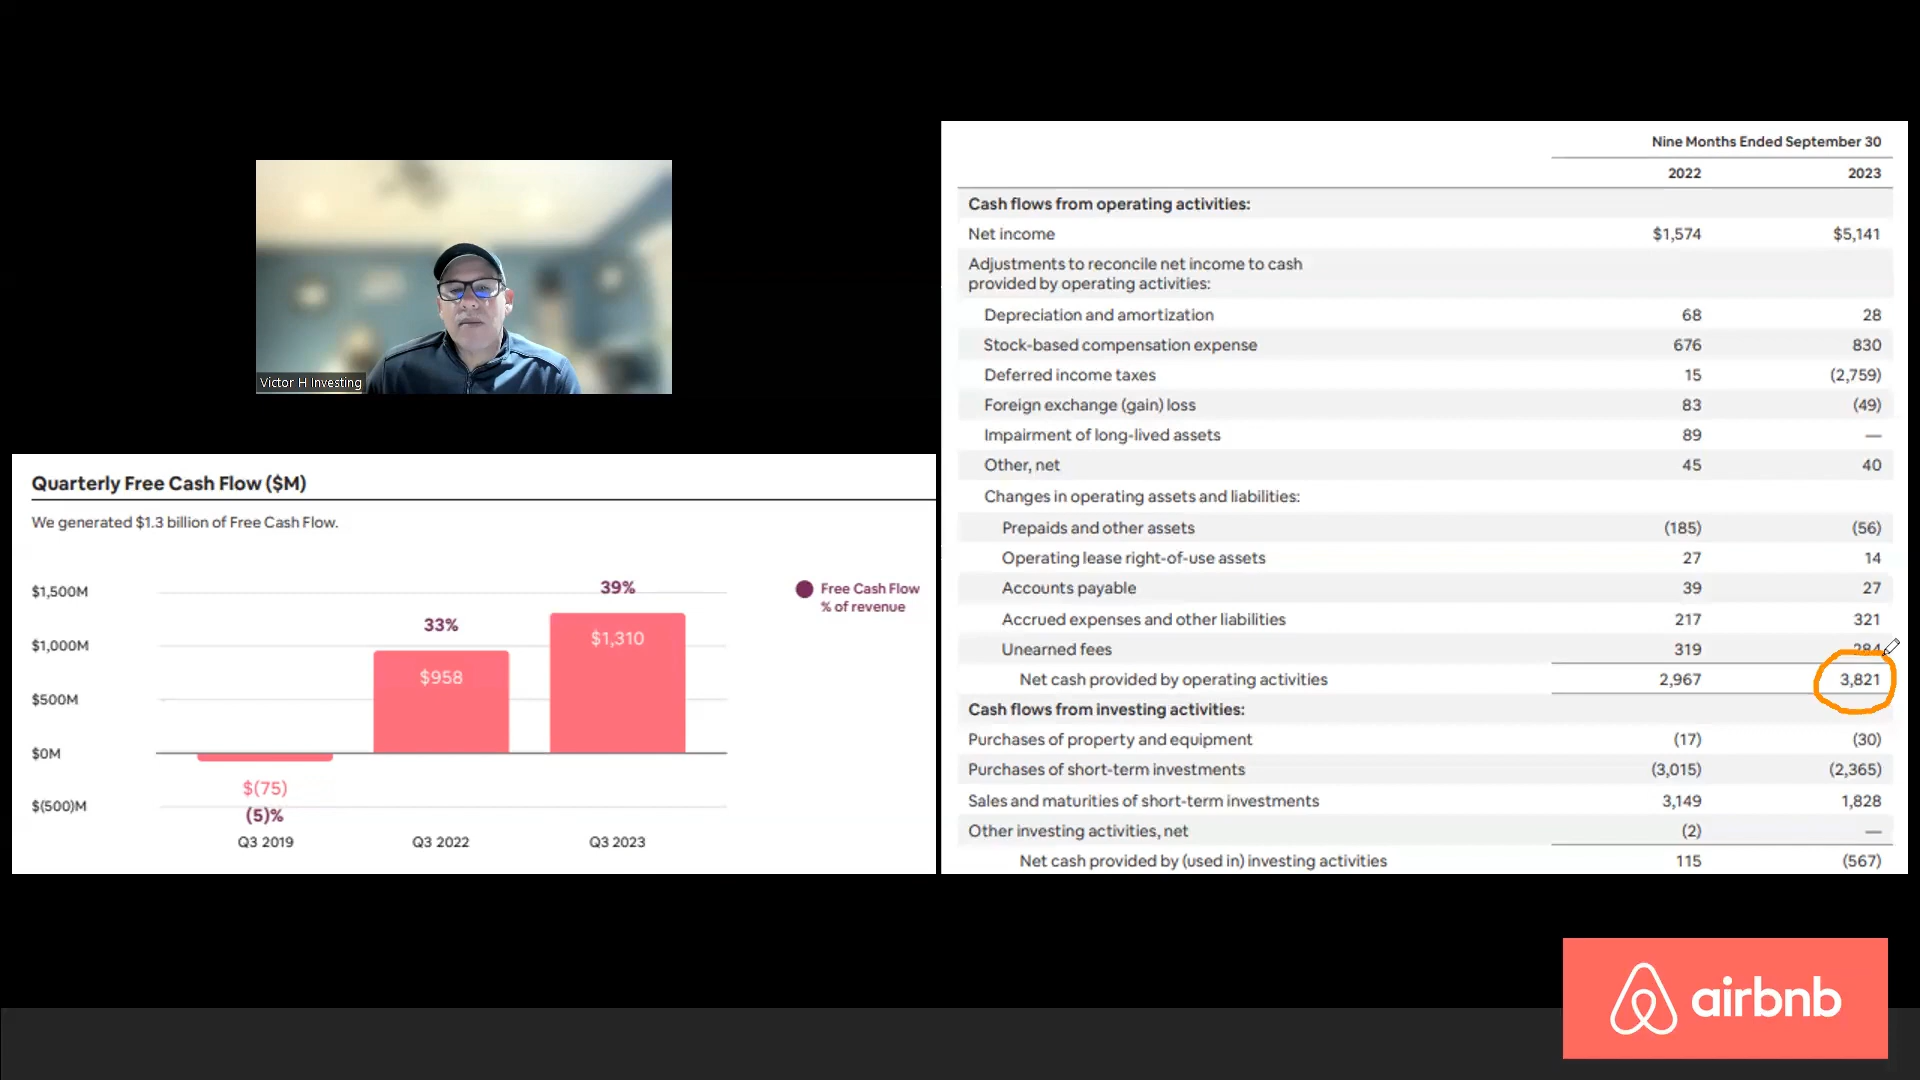 Victor H Investing
Quarterly Free Cash Flow ($M)
We generated $1.3 billion of Free Cash Flow.
$1,500M
$1,000M
$500M
$0M
$(500)M
$(75)
(5)%
33%
$958
39%
$1,310
Q3 2019 Q3 2022 Q3 2023
Free Cash Flow
% of revenue
Nine Months Ended September 30
2022 2023
Cash flows from operating activities:
Net income $1,574 $5,141
Adjustments to reconcile net income to cash
provided by operating activities:
Depreciation and amortization 68 28
Stock-based compensation expense 676 830
Deferred income taxes 15 (2,759)
Foreign exchange (gain) loss 83 (49)
Impairment of long-lived assets 89 —
Other, net 45 40
Changes in operating assets and liabilities:
Prepaids and other assets (185) (56)
Operating lease right-of-use assets 27 14
Accounts payable 39 27
Accrued expenses and other liabilities 217 321
Unearned fees 319 284
Net cash provided by operating activities 2,967 3,821
Cash flows from investing activities:
Purchases of property and equipment (17) (30)
Purchases of short-term investments (3,015) (2,365)
Sales and maturities of short-term investments 3,149 1,828
Other investing activities, net (2) —
Net cash provided by (used in) investing activities 115 (567)
airbnb